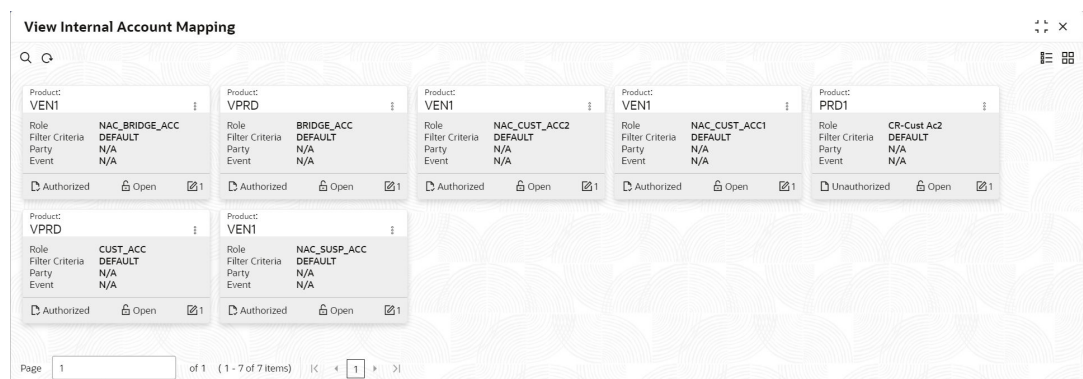 View Internal Account Mapping
Product:
VEN1
Role NAC_BRIDGE_ACC
Filter Criteria DEFAULT
Party N/A
Event N/A
Authorized Open 1
Product:
VPRD
Role BRIDGE_ACC
Filter Criteria DEFAULT
Party N/A
Event N/A
Authorized Open 1
Product:
VEN1
Role NAC_CUST_ACC2
Filter Criteria DEFAULT
Party N/A
Event N/A
Authorized Open 1
Product:
VEN1
Role NAC_CUST_ACC1
Filter Criteria DEFAULT
Party N/A
Event N/A
Authorized Open 1
Product:
PRD1
Role CR-Cust Ac2
Filter Criteria DEFAULT
Party N/A
Event N/A
Unauthorized Open 1
Product:
VPRD
Role CUST_ACC
Filter Criteria DEFAULT
Party N/A
Event N/A
Authorized Open 1
Product:
VEN1
Role NAC_SUSP_ACC
Filter Criteria DEFAULT
Party N/A
Event N/A
Authorized Open 1
Page 1 of 1 (1 - 7 of 7 items) 1